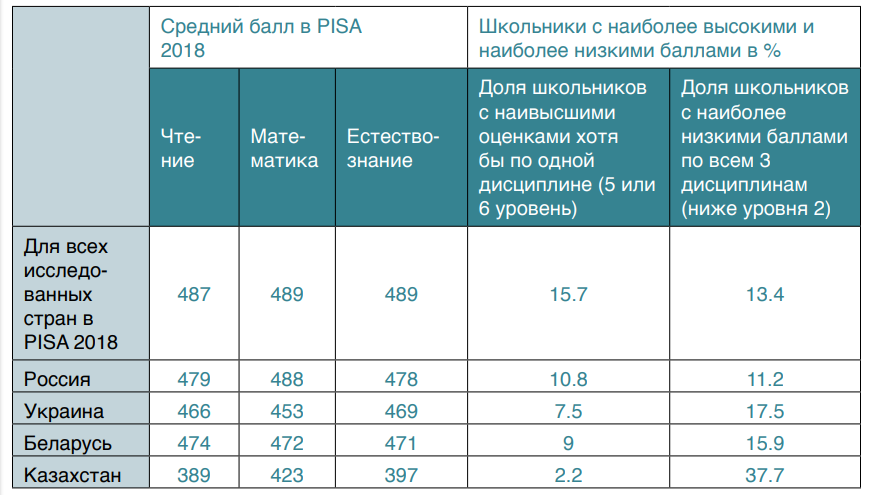 Средний балл в PISA
2018
Школьники с наиболее высокими и
наиболее низкими баллами в %
Чте-
ние
Мате-
матика
Естество-
знание
Доля школьников
с наивысшими
оценками хотя
бы по одной
дисциплине (5 или
6 уровень)
Доля школьников
с наиболее
низкими баллами
по всем 3
дисциплинам
(ниже уровня 2)
Для всех
исследо-
ванных
стран в
PISA 2018
487 489 489 15.7 13.4
Россия 479 488 478 10.8 11.2
Украина 466 453 469 7.5 17.5
Беларусь 474 472 471 9 15.9
Казахстан 389 423 397 2.2 37.7